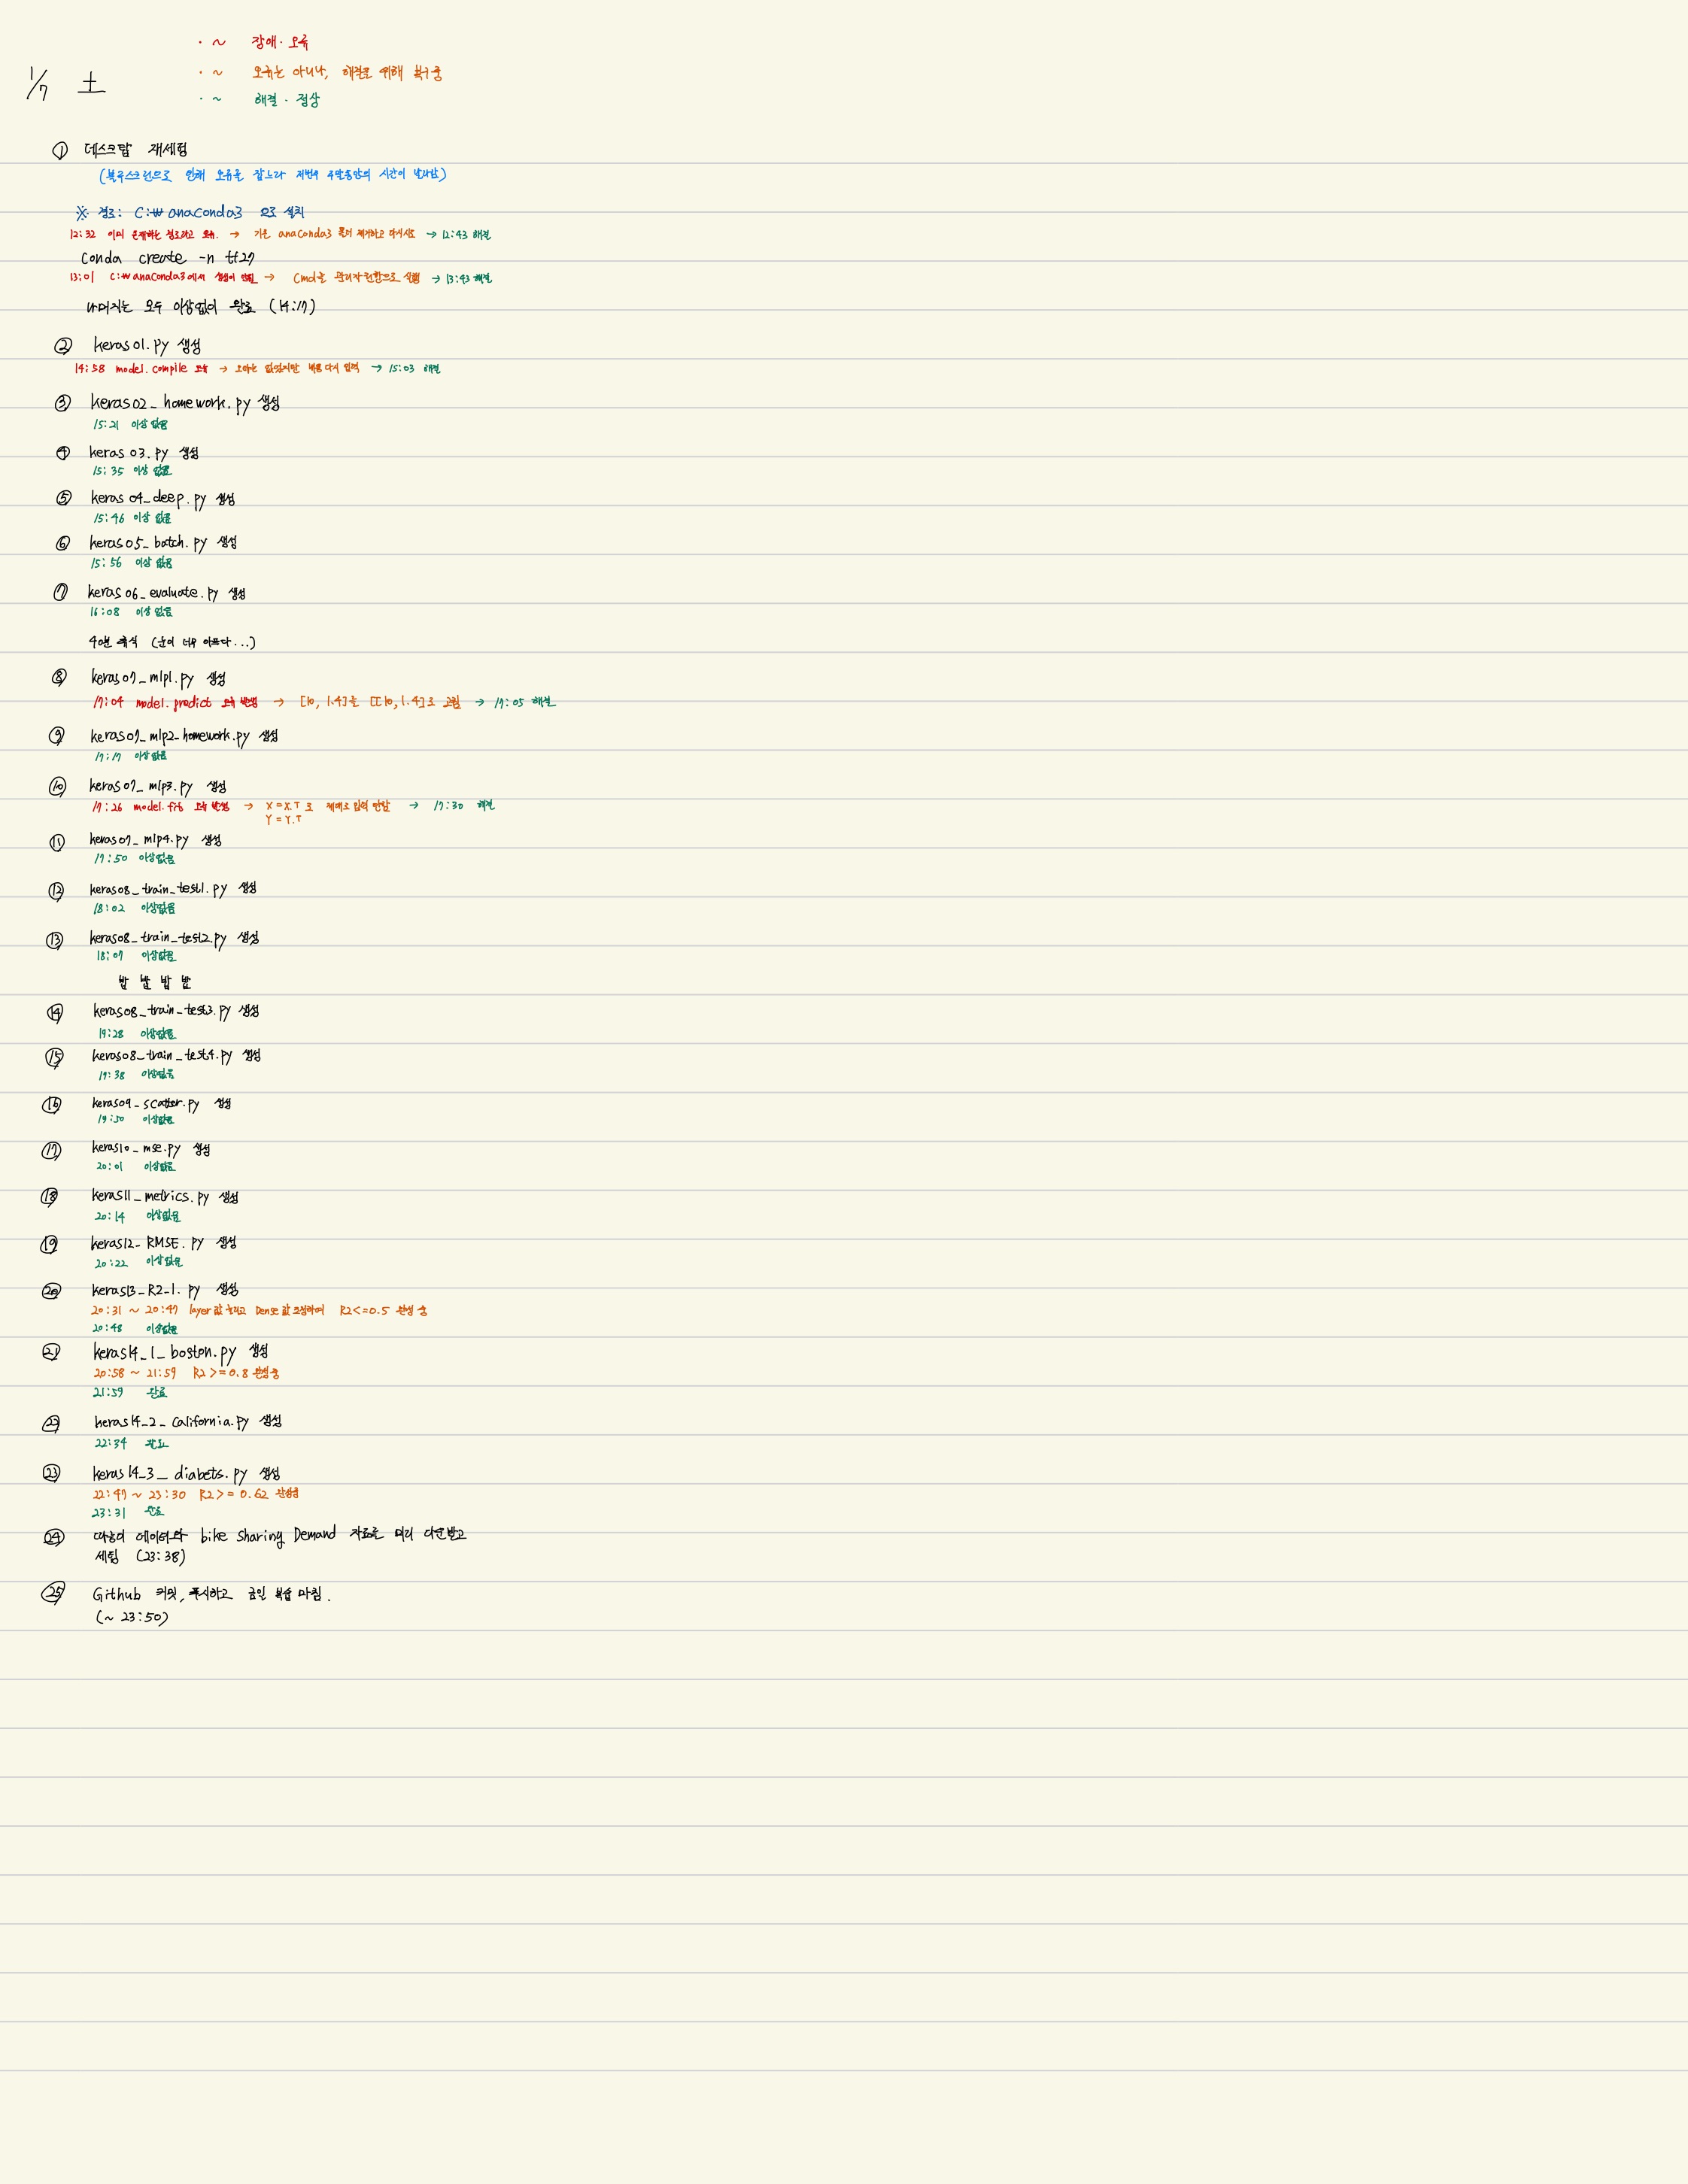 · ~ 장애·오류
1/7 土
· ~ 오류는 아니나, 해결을 위해 복구중
· ~ 해결·정상
① 데스크탑 재세팅
(블루스크린으로 인해 오류을 잡느라 저번주 주말동안의 시간이 날아감)
※ 경로: C:₩anaconda3 으로 설치
12:32 이미 존재하는 경로라고 오류. → 기존 anaconda3 폴더 제거하고 다시시도 → 12:43 해결
Conda create -n tf27
13:01 C:₩anaconda3에서 생성이 안됨 → Cmd를 관리자권한으로 실행 → 13:43 해결
나머지는 모두 이상없이 완료 (14:17)
② keras01.py 생성
14:58 model.compile 오류 → 오타는 없었지만 다시 입력 → 15:03 해결
③ keras02_homework.py 생성
15:21 이상없음
④ keras03.py 생성
15:35 이상없음
⑤ keras04_deep.py 생성
15:46 이상없음
⑥ keras05_batch.py 생성
15:56 이상없음
⑦ keras06_evaluate.py 생성
16:08 이상없음
40분 휴식 (눈이 너무 아프다...)
⑧ keras07_mlp1.py 생성
17:04 model.predict 오류 발생 → [10, 1.4]을 [[10, 1.4]로 고침 → 17:05 해결
⑨ keras07_mlp2_homework.py 생성
17:17 이상없음
⑩ keras07_mlp3.py 생성
17:26 model.fit 오류 발생 → X = X.T 로 제대로 입력 안함 → 17:30 해결
Y = Y.T
⑪ keras07_mlp4.py 생성
17:50 이상없음
⑫ keras08_train_test1.py 생성
18:02 이상없음
⑬ keras08_train_test2.py 생성
18:07 이상없음
밥 밥 밥 밥
⑭ keras08_train_test3.py 생성
19:28 이상없음
⑮ keras08_train_test4.py 생성
19:38 이상없음
⑯ keras09_scatter.py 생성
19:50 이상없음
⑰ keras10_mse.py 생성
20:01 이상없음
⑱ keras11_metrics.py 생성
20:14 이상없음
⑲ keras12_RMSE.py 생성
20:22 이상없음
⑳ keras13_R2_1.py 생성
20:31 ~ 20:47 layer값 늘리고 Dense값 조정하여 R2<=0.5 완성 중
20:48 이상없음
㉑ keras14_1_boston.py 생성
20:58 ~ 21:59 R2>=0.8 완성중
21:59 완료
㉒ keras14_2_california.py 생성
22:34 완료
㉓ keras14_3_diabets.py 생성
22:47 ~ 23:30 R2>= 0.62 완성중
23:31 완료
㉔ 따릉이 데이터와 bike sharing Demand 자료를 미리 다운받고
세팅 (23:38)
㉕ Github 커밋, 푸시하고 금일 복습 마침.
(~ 23:50)